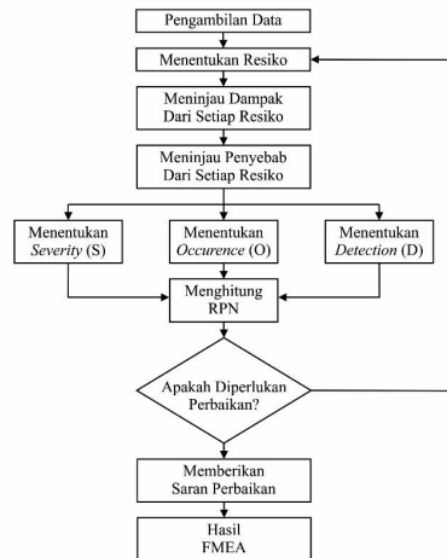 Pengambilan Data
Menentukan Resiko
Meninjau Dampak
Dari Setiap Resiko
Meninjau Penyebab
Dari Setiap Resiko
Menentukan
Severity (S)
Menentukan
Occurence (O)
Menentukan
Detection (D)
Menghitung
RPN
Apakah Diperlukan
Perbaikan?
Memberikan
Saran Perbaikan
Hasil
FMEA